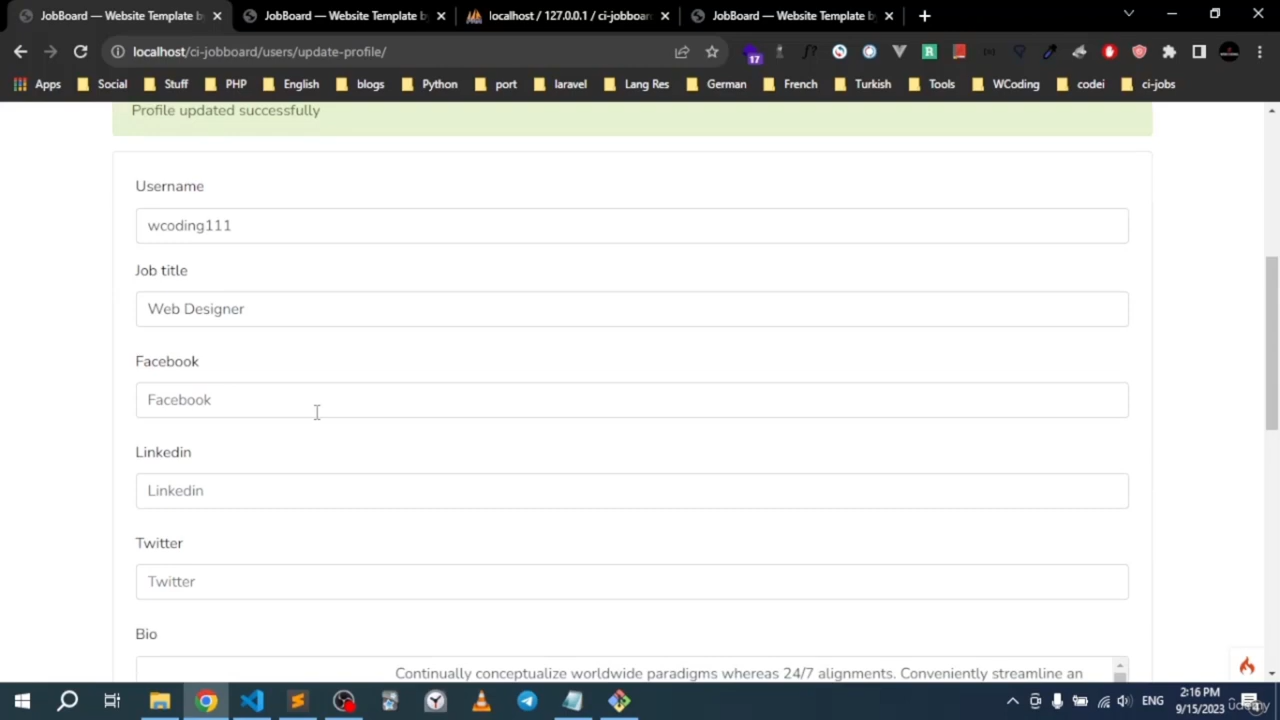 JobBoard — Website Template b
JobBoard — Website Template b
localhost / 127.0.0.1 / ci-jobboar
JobBoard — Website Template b
localhost/ci-jobboard/users/update-profile/
17
R
Apps Social Stuff PHP English blogs Python port laravel Lang Res German French Turkish Tools WCoding codei ci-jobs
Profile updated successfully
Username
wcoding111
Job title
Web Designer
Facebook
Facebook
Linkedin
Linkedin
Twitter
Twitter
Bio
Continually conceptualize worldwide paradigms whereas 24/7 alignments. Conveniently streamline an
ENG
2:16 PM
9/15/2023
udemy